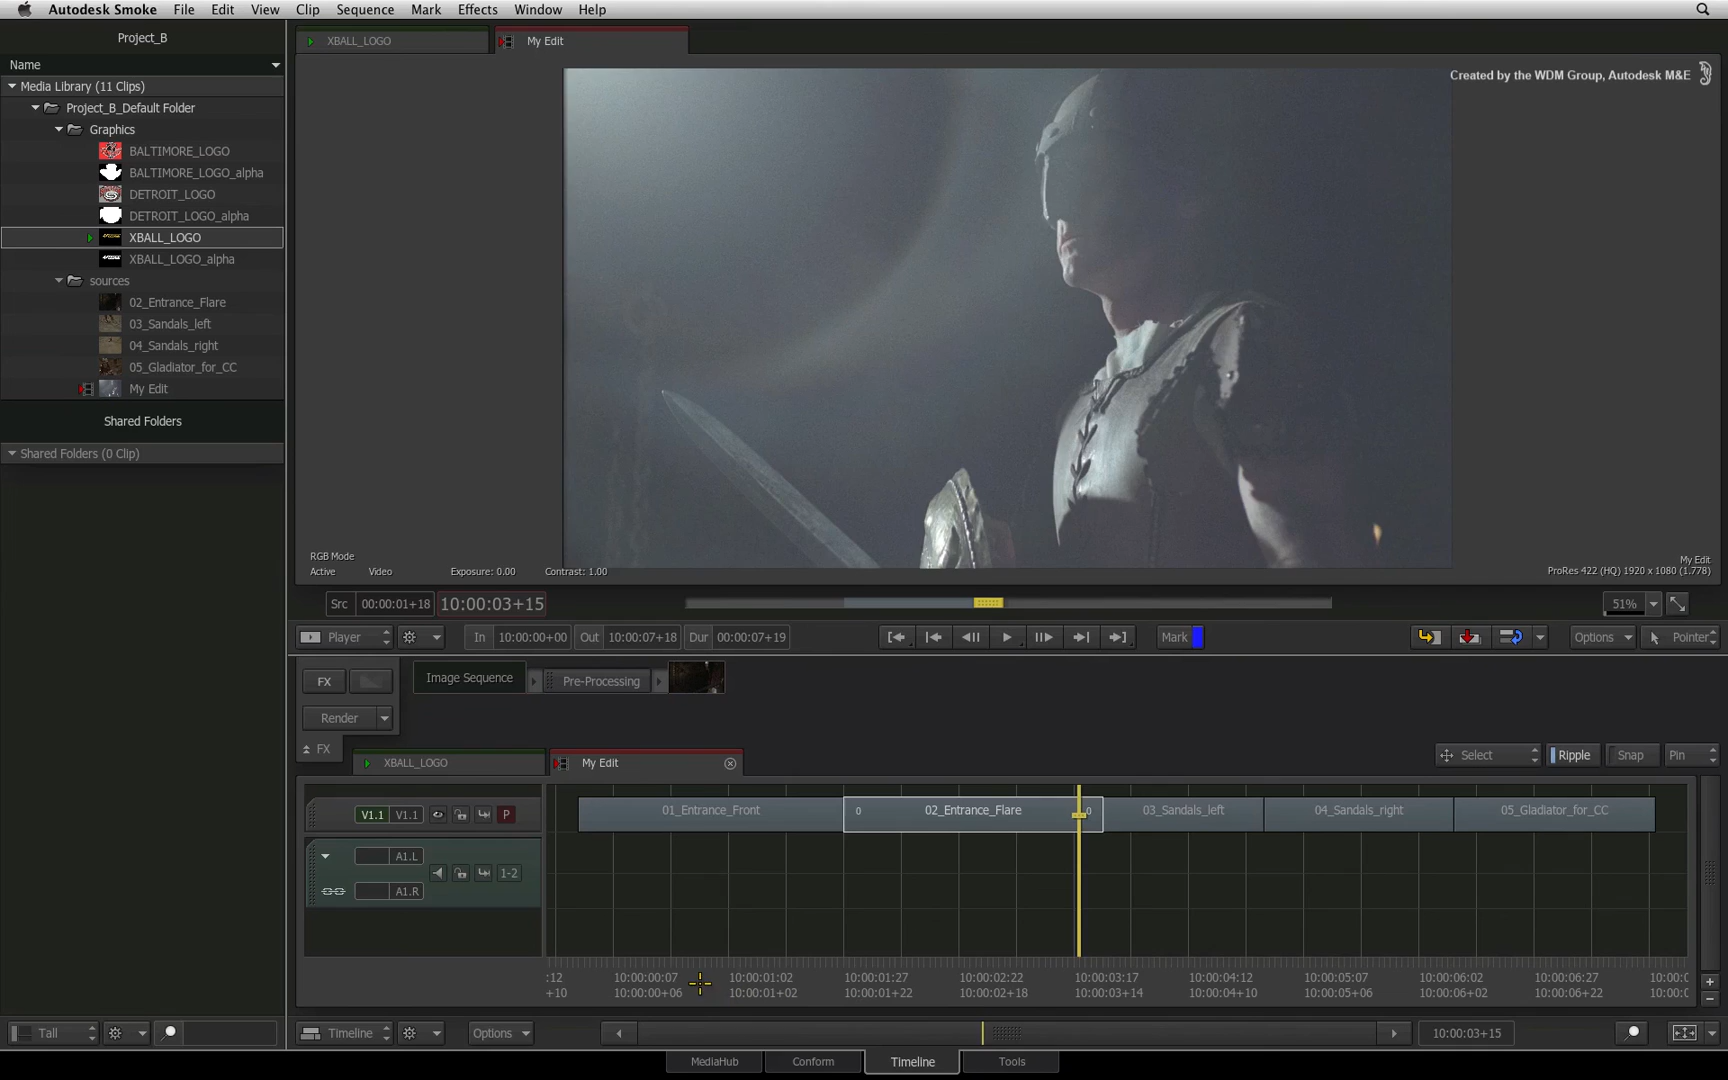 Autodesk Smoke File Edit View Clip Sequence Mark Effects Window Help
Project_B
Name
Media Library (11 Clips)
Project_B_Default Folder
Graphics
BALTIMORE_LOGO
BALTIMORE_LOGO_alpha
DETROIT_LOGO
DETROIT_LOGO_alpha
XBALL_LOGO
XBALL_LOGO_alpha
sources
02_Entrance_Flare
03_Sandals_left
04_Sandals_right
05_Gladiator_for_CC
My Edit
Shared Folders
Shared Folders (0 Clip)
XBALL_LOGO My Edit
Created by the WDM Group, Autodesk M&E
RGB Mode
Active Video Exposure: 0.00 Contrast: 1.00
My Edit
ProRes 422 (HQ) 1920 x 1080 (1.778)
Src 00:00:01+18 10:00:03+15 51%
Player In 10:00:00+00 Out 10:00:07+18 Dur 00:00:07+19 Mark Options Pointer
FX Image Sequence Pre-Processing
Render
FX
XBALL_LOGO My Edit Select Ripple Snap Pin
V1.1 V1.1 P 01_Entrance_Front 0 02_Entrance_Flare 0 03_Sandals_left 04_Sandals_right 05_Gladiator_for_CC
A1.L
1-2
A1.R
:12 10:00:00:07 10:00:01:02 10:00:01:27 10:00:02:22 10:00:03:17 10:00:04:12 10:00:05:07 10:00:06:02 10:00:06:27 10:00:0
+10 10:00:00+06 10:00:01+02 10:00:01+22 10:00:02+18 10:00:03+14 10:00:04+10 10:00:05+06 10:00:06+02 10:00:06+22 10:00:0
Tall Timeline Options 10:00:03+15
MediaHub Conform Timeline Tools